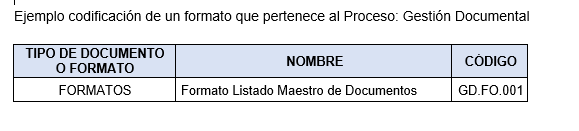 Ejemplo codificación de un formato que pertenece al Proceso: Gestión Documental
TIPO DE DOCUMENTO O FORMATO NOMBRE CÓDIGO
FORMATOS Formato Listado Maestro de Documentos GD.FO.001